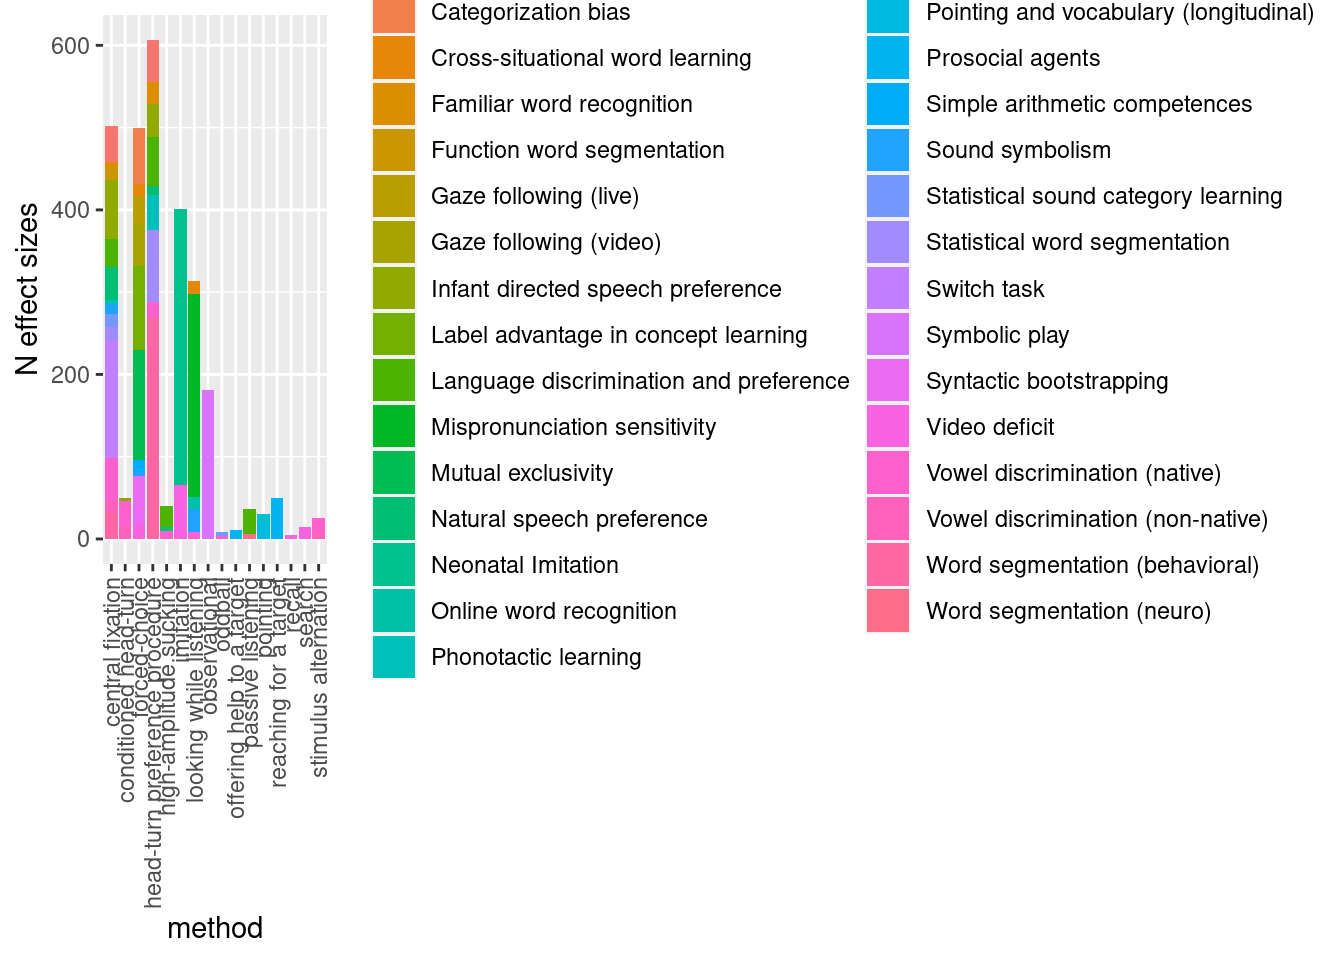 600
400
200
0
N effect sizes
central fixation
conditioned head-turn
forced-choice
head-turn preference procedure
high-amplitude sucking
imitation
looking while listening
observational
oddball
offering help to a target
passive listening
pointing
reaching for a target
recall
search
stimulus alternation
method
Categorization bias
Cross-situational word learning
Familiar word recognition
Function word segmentation
Gaze following (live)
Gaze following (video)
Infant directed speech preference
Label advantage in concept learning
Language discrimination and preference
Mispronunciation sensitivity
Mutual exclusivity
Natural speech preference
Neonatal Imitation
Online word recognition
Phonotactic learning
Pointing and vocabulary (longitudinal)
Prosocial agents
Simple arithmetic competences
Sound symbolism
Statistical sound category learning
Statistical word segmentation
Switch task
Symbolic play
Syntactic bootstrapping
Video deficit
Vowel discrimination (native)
Vowel discrimination (non-native)
Word segmentation (behavioral)
Word segmentation (neuro)